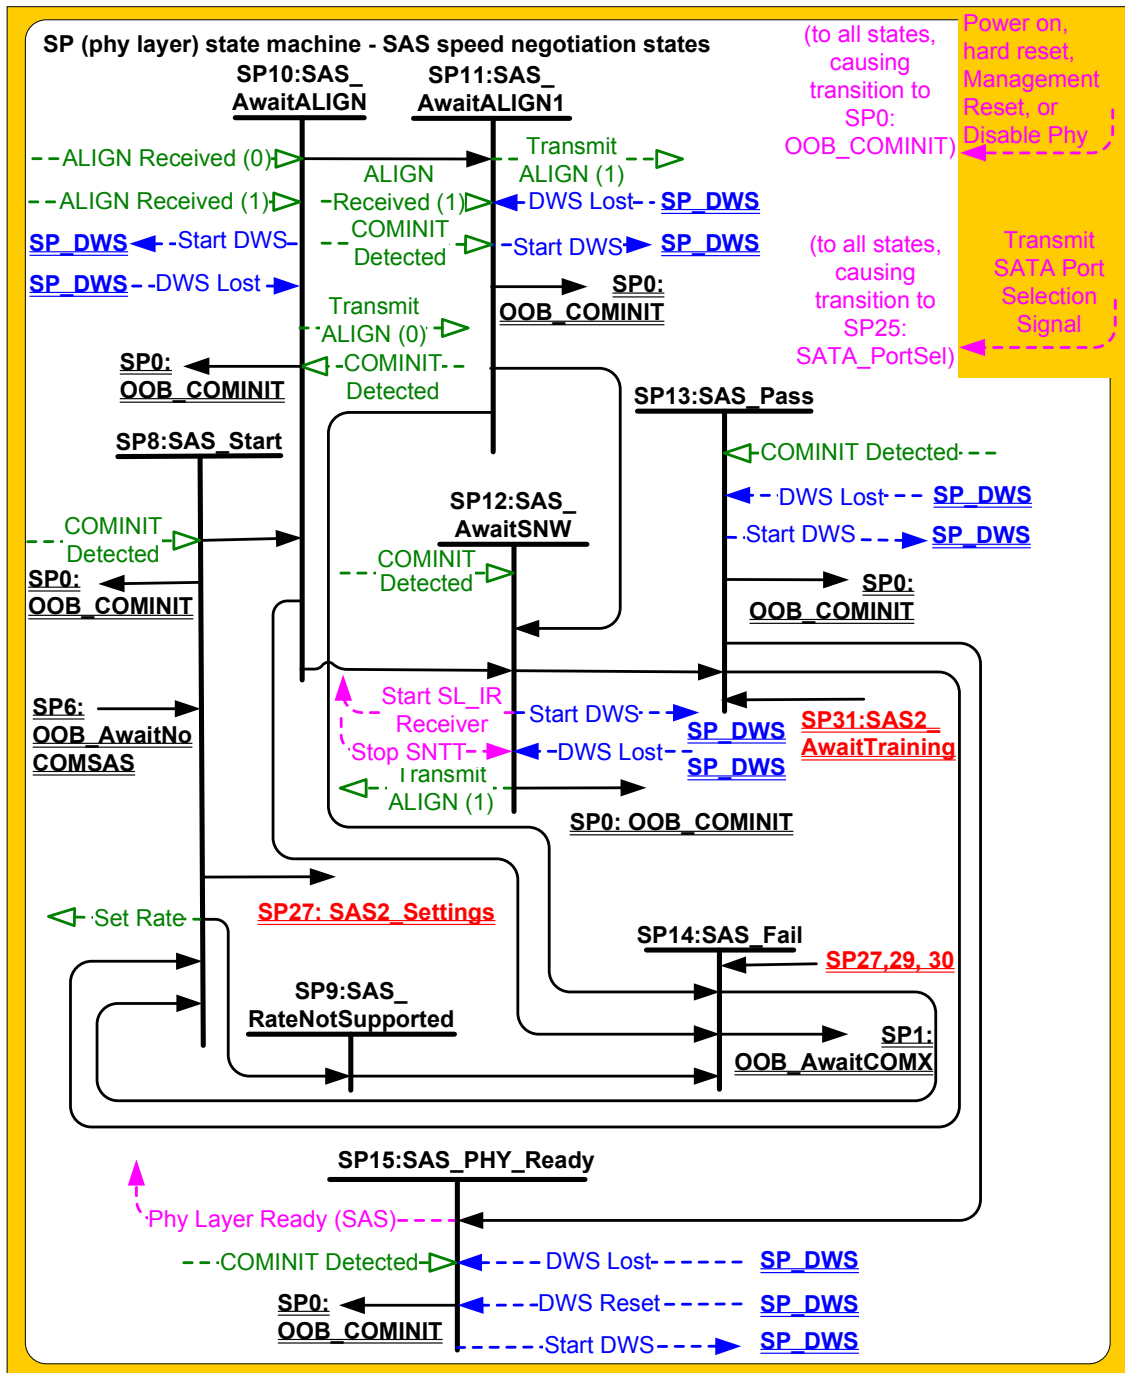 SP (phy layer) state machine - SAS speed negotiation states
SP10:SAS_
AwaitALIGN
SP11:SAS_
AwaitALIGN1
(to all states,
causing
transition to
SP0:
OOB_COMINIT)
Power on,
hard reset,
Management
Reset, or
Disable Phy
ALIGN Received (0)
ALIGN Received (1)
SP_DWS
Start DWS
SP_DWS
DWS Lost
ALIGN
Received (1)
COMINIT
Detected
Transmit
ALIGN (1)
DWS Lost
SP_DWS
Start DWS
SP_DWS
SP0:
OOB_COMINIT
Transmit
ALIGN (0)
COMINIT
Detected
SP0:
OOB_COMINIT
(to all states,
causing
transition to
SP25:
SATA_PortSel)
Transmit
SATA Port
Selection
Signal
SP8:SAS_Start
COMINIT
Detected
SP0:
OOB_COMINIT
SP6:
OOB_AwaitNo
COMSAS
SP12:SAS_
AwaitSNW
COMINIT
Detected
Start SL_IR
Receiver
Stop SNTT
Transmit
ALIGN (1)
Start DWS
SP_DWS
DWS Lost
SP_DWS
SP0: OOB_COMINIT
SP13:SAS_Pass
COMINIT Detected
DWS Lost
SP_DWS
Start DWS
SP_DWS
SP0:
OOB_COMINIT
SP31:SAS2_
AwaitTraining
SP27: SAS2_Settings
Set Rate
SP9:SAS_
RateNotSupported
SP14:SAS_Fail
SP27,29, 30
SP1:
OOB_AwaitCOMX
SP15:SAS_PHY_Ready
Phy Layer Ready (SAS)
COMINIT Detected
SP0:
OOB_COMINIT
DWS Lost
SP_DWS
DWS Reset
SP_DWS
Start DWS
SP_DWS